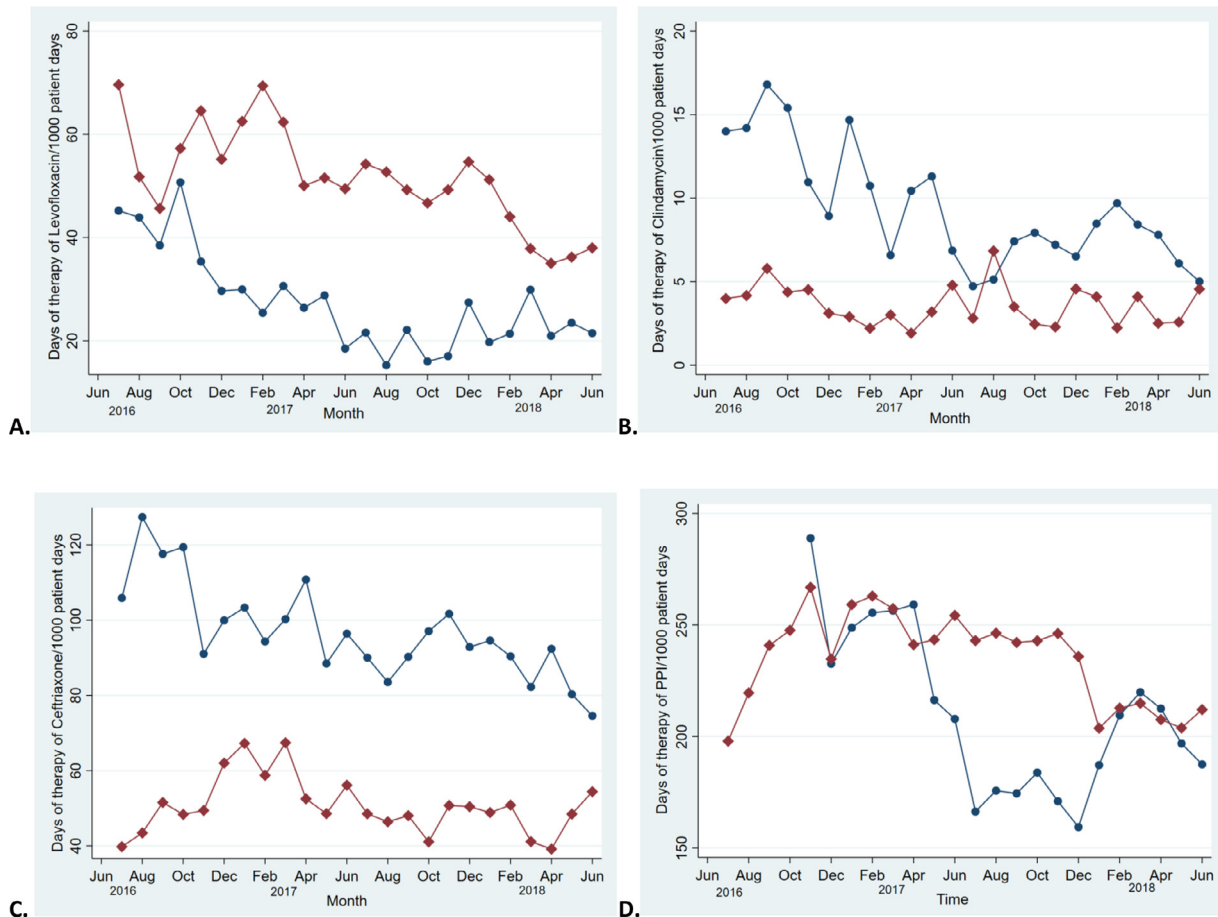 Days of therapy of Levofloxacin/1000 patient days
80
60
40
20
Jun Aug Oct Dec Feb Apr Jun Aug Oct Dec Feb Apr Jun
2016 2017 2018
Month
A.
Days of therapy of Clindamycin\1000 patient days
20
15
10
5
0
Jun Aug Oct Dec Feb Apr Jun Aug Oct Dec Feb Apr Jun
2016 2017 2018
Month
B.
Days of therapy of Ceftriaxone/1000 patient days
120
100
80
60
40
Jun Aug Oct Dec Feb Apr Jun Aug Oct Dec Feb Apr Jun
2016 2017 2018
Month
C.
Days of therapy of PPI/1000 patient days
300
250
200
150
Jun Aug Oct Dec Feb Apr Jun Aug Oct Dec Feb Apr Jun
2016 2017 2018
Time
D.